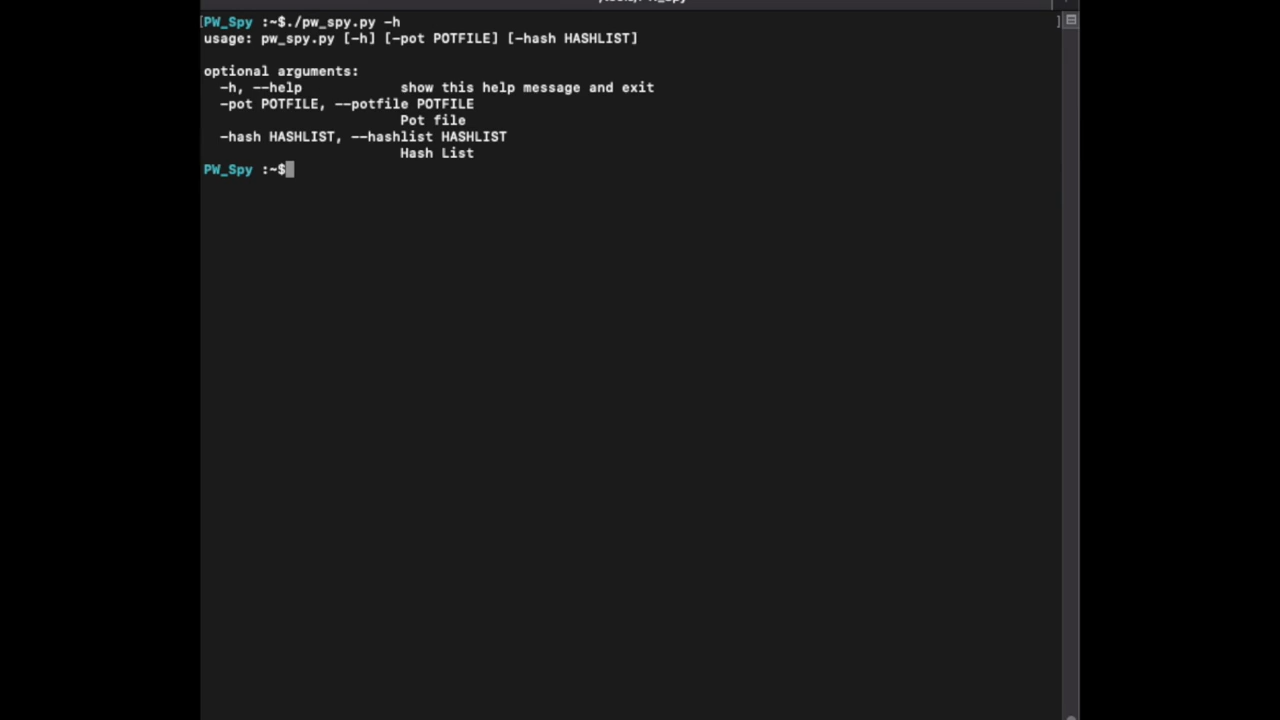 [PW_Spy :~$./pw_spy.py -h ]
usage: pw_spy.py [-h] [-pot POTFILE] [-hash HASHLIST]
optional arguments:
-h, --help show this help message and exit
-pot POTFILE, --potfile POTFILE
Pot file
-hash HASHLIST, --hashlist HASHLIST
Hash List
PW_Spy :~$